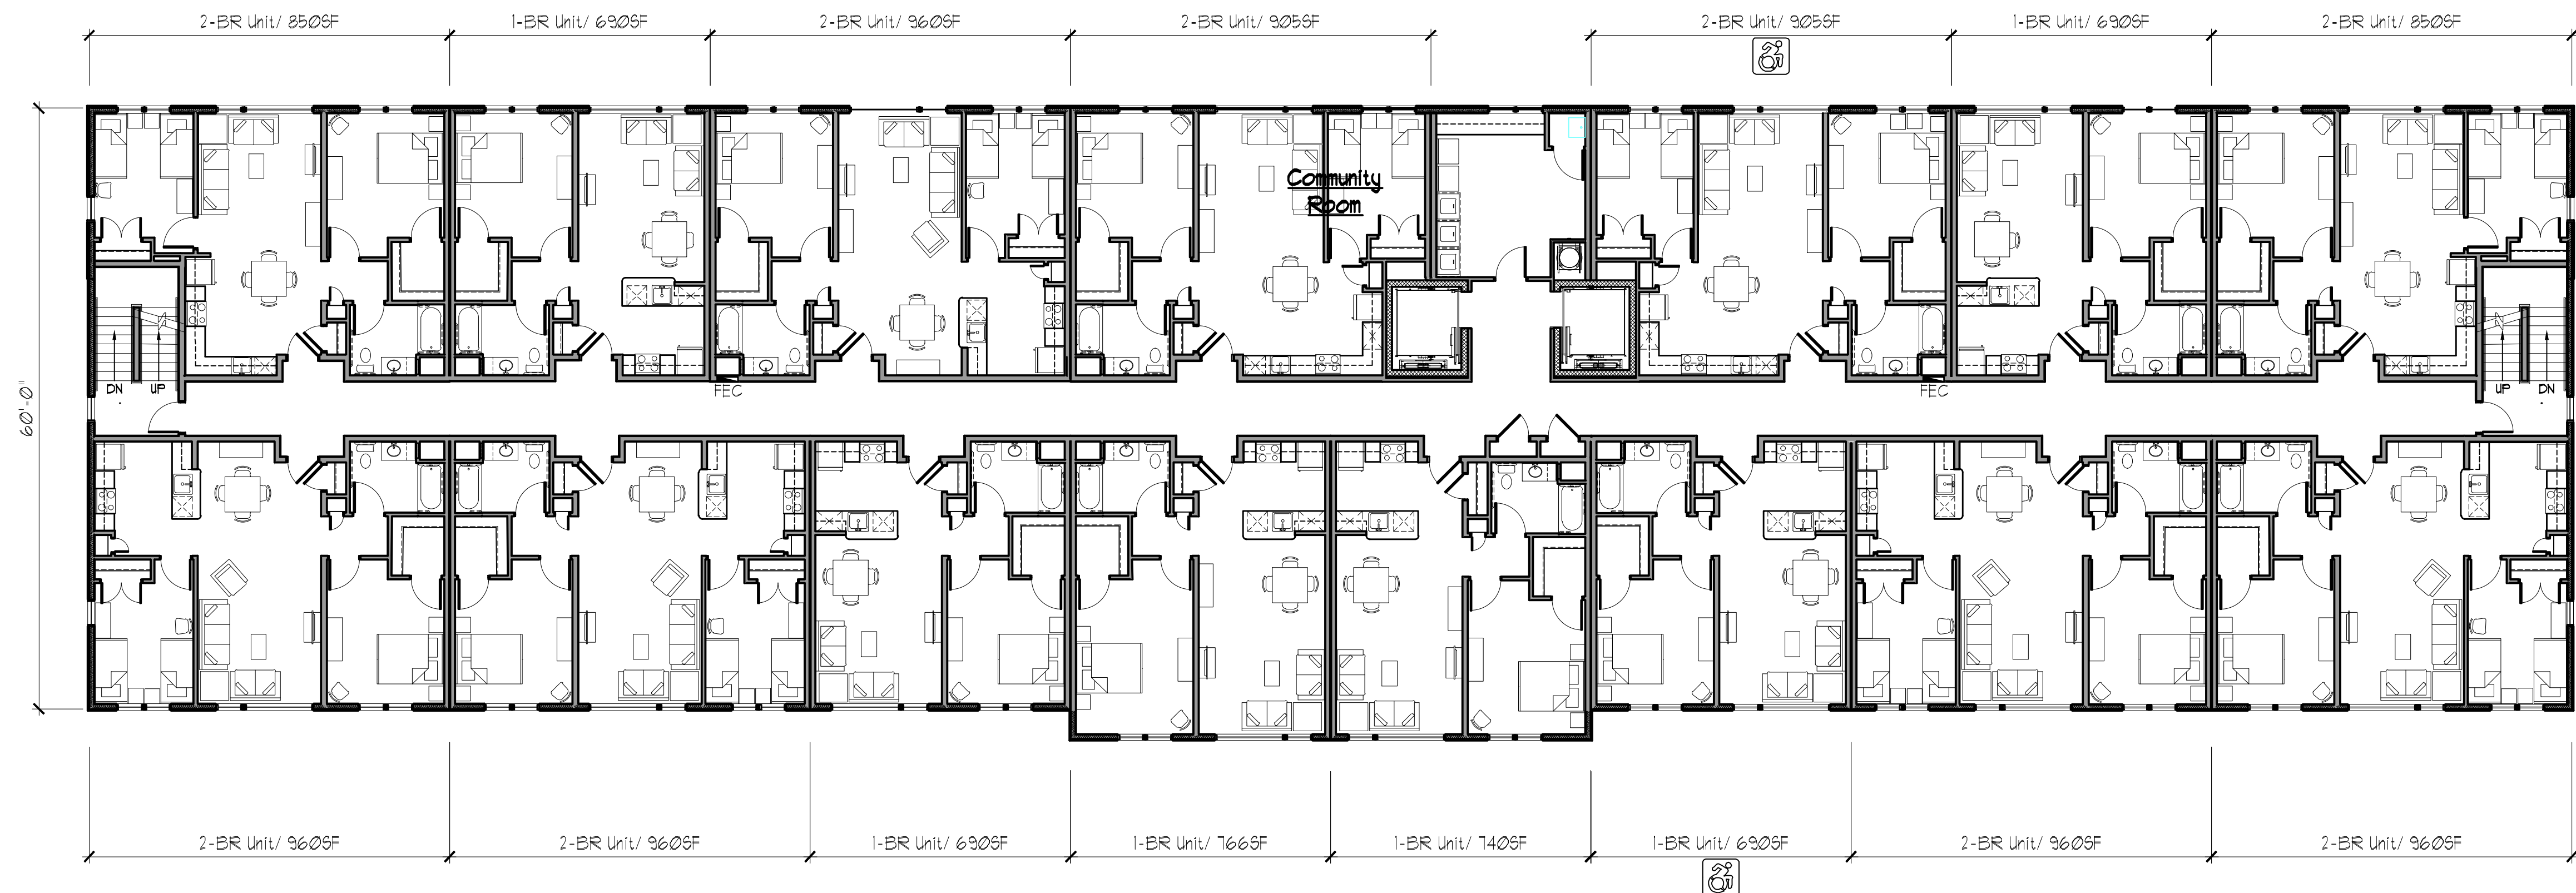 2-BR Unit/ 850SF
1-BR Unit/ 690SF
2-BR Unit/ 960SF
2-BR Unit/ 905SF
2-BR Unit/ 905SF
1-BR Unit/ 690SF
2-BR Unit/ 850SF
Community
Room
60'-0"
DN
UP
FEC
FEC
UP
DN
2-BR Unit/ 960SF
2-BR Unit/ 960SF
1-BR Unit/ 690SF
1-BR Unit/ 766SF
1-BR Unit/ 740SF
1-BR Unit/ 690SF
2-BR Unit/ 960SF
2-BR Unit/ 960SF